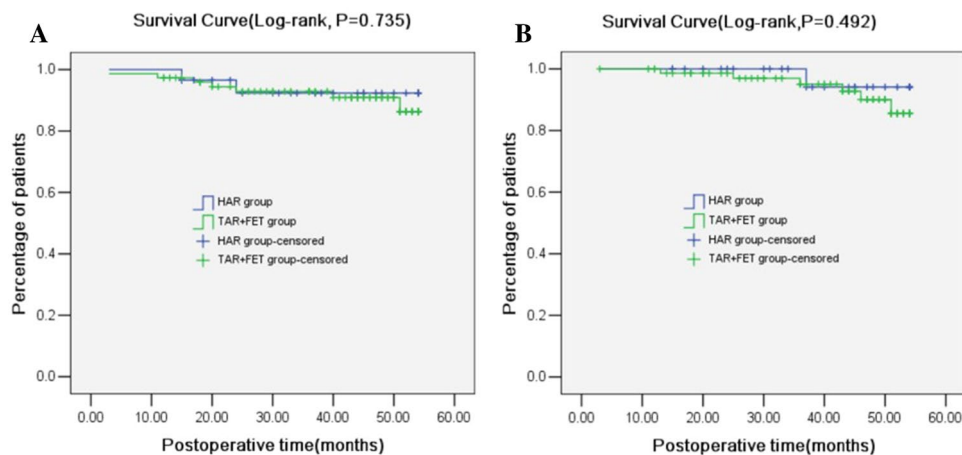 Survival Curve(Log-rank, P=0.735)
A
1.0
0.8
0.6
0.4
0.2
0.0
Percentage of patients
HAR group
TAR+FET group
HAR group-censored
TAR+FET group-censored
0.00 10.00 20.00 30.00 40.00 50.00 60.00
Postoperative time(months)
Survival Curve(Log-rank,P=0.492)
B
1.0
0.8
0.6
0.4
0.2
0.0
Percentage of patients
HAR group
TAR+FET group
HAR group-censored
TAR+FET group-censored
0.00 10.00 20.00 30.00 40.00 50.00 60.00
Postoperative time(months)